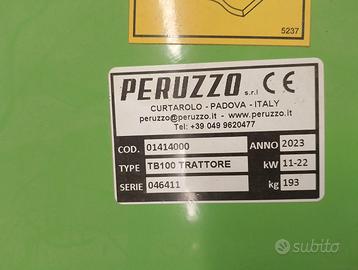 5237
PERUZZO s.r.l CE
CURTAROLO - PADOVA - ITALY
peruzzo@peruzzo.it - www.peruzzo.it
Tel: +39 049 9620477
COD. 01414000 ANNO 2023
TYPE TB100 TRATTORE kW 11-22
SERIE 046411 kg 193
subito